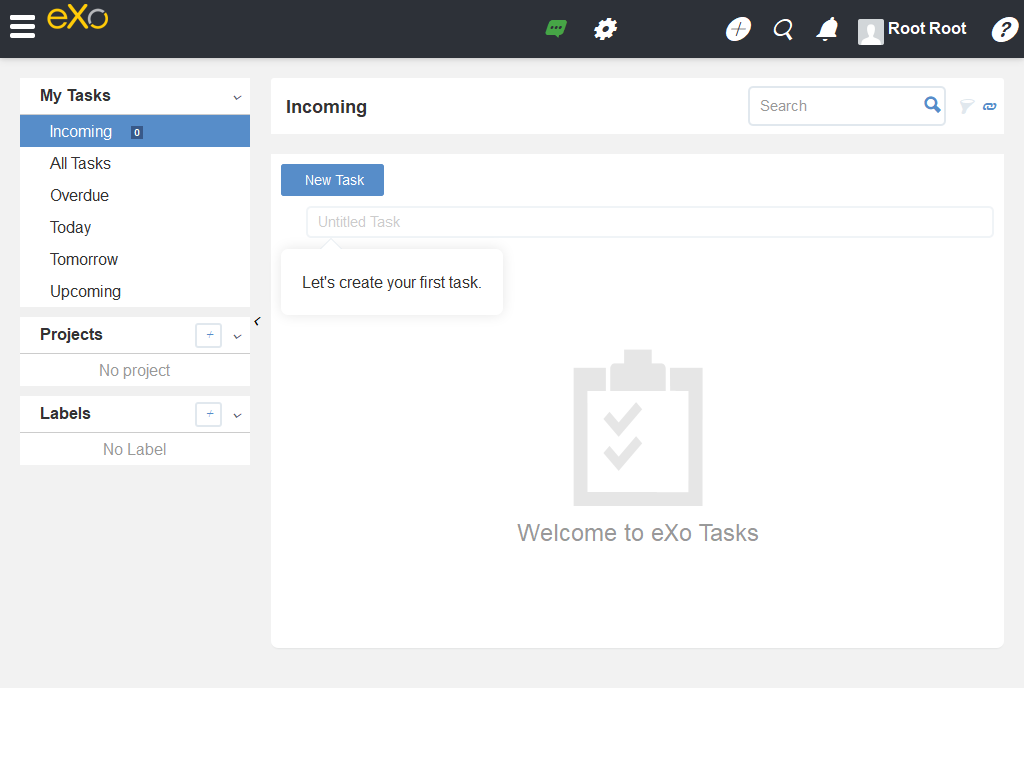 eXo
Root Root
?
My Tasks
Incoming 0
All Tasks
Overdue
Today
Tomorrow
Upcoming
Projects +
No project
Labels +
No Label
Incoming
Search
New Task
Untitled Task
Let's create your first task.
Welcome to eXo Tasks